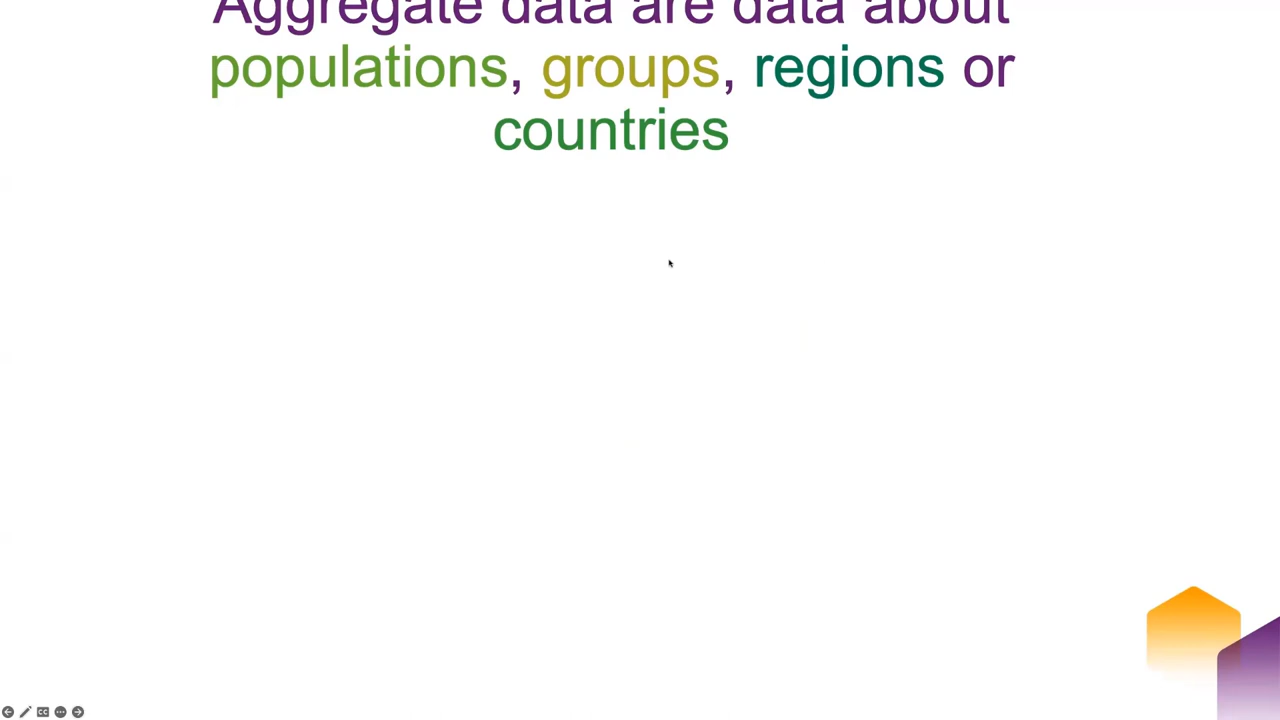 Aggregate data are data about
populations, groups, regions or
countries